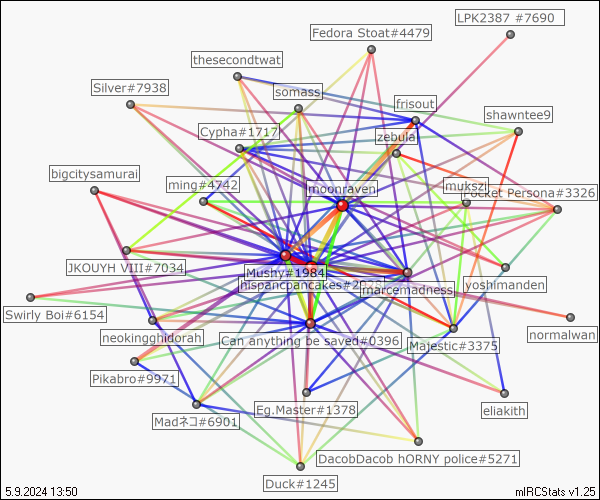 LPK2387 #7690
Fedora Stoat#4479
thesecondtwat
Silver#7938
somass
frisout
shawntee9
Cypha#1717
zebula
bigcitysamurai
ming#4742
moonraven
mukszi
Pocket Persona#3326
JKOUYH VIII#7034
Mushy#1984
hispancpancakes#2928
marcemadness
yoshimanden
Swirly Boi#6154
neokingghidorah
Can anything be saved#0396
Majestic#3375
normalwan
Pikabro#9971
Madネコ#6901
Eg.Master#1378
eliakith
DacobDacob hORNY police#5271
Duck#1245
5.9.2024 13:50
mIRCStats v1.25